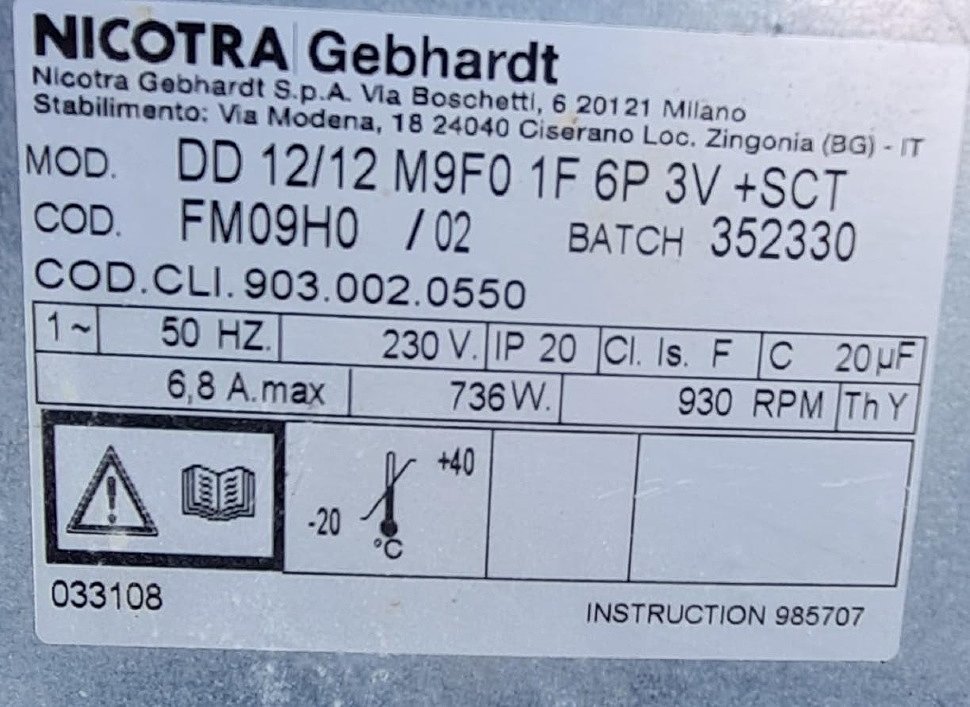 NICOTRA Gebhardt
Nicotra Gebhardt S.p.A. Via Boschetti, 6 20121 Milano
Stabilimento: Via Modena, 18 24040 Ciserano Loc. Zingonia (BG) - IT
MOD. DD 12/12 M9F0 1F 6P 3V +SCT
COD. FM09H0 / 02 BATCH 352330
COD.CLI. 903.002.0550
1~ 50 HZ. 230 V. IP 20 Cl. Is. F C 20µF
6,8 A.max 736W. 930 RPM Th Y
-20 +40
°C
033108 INSTRUCTION 985707